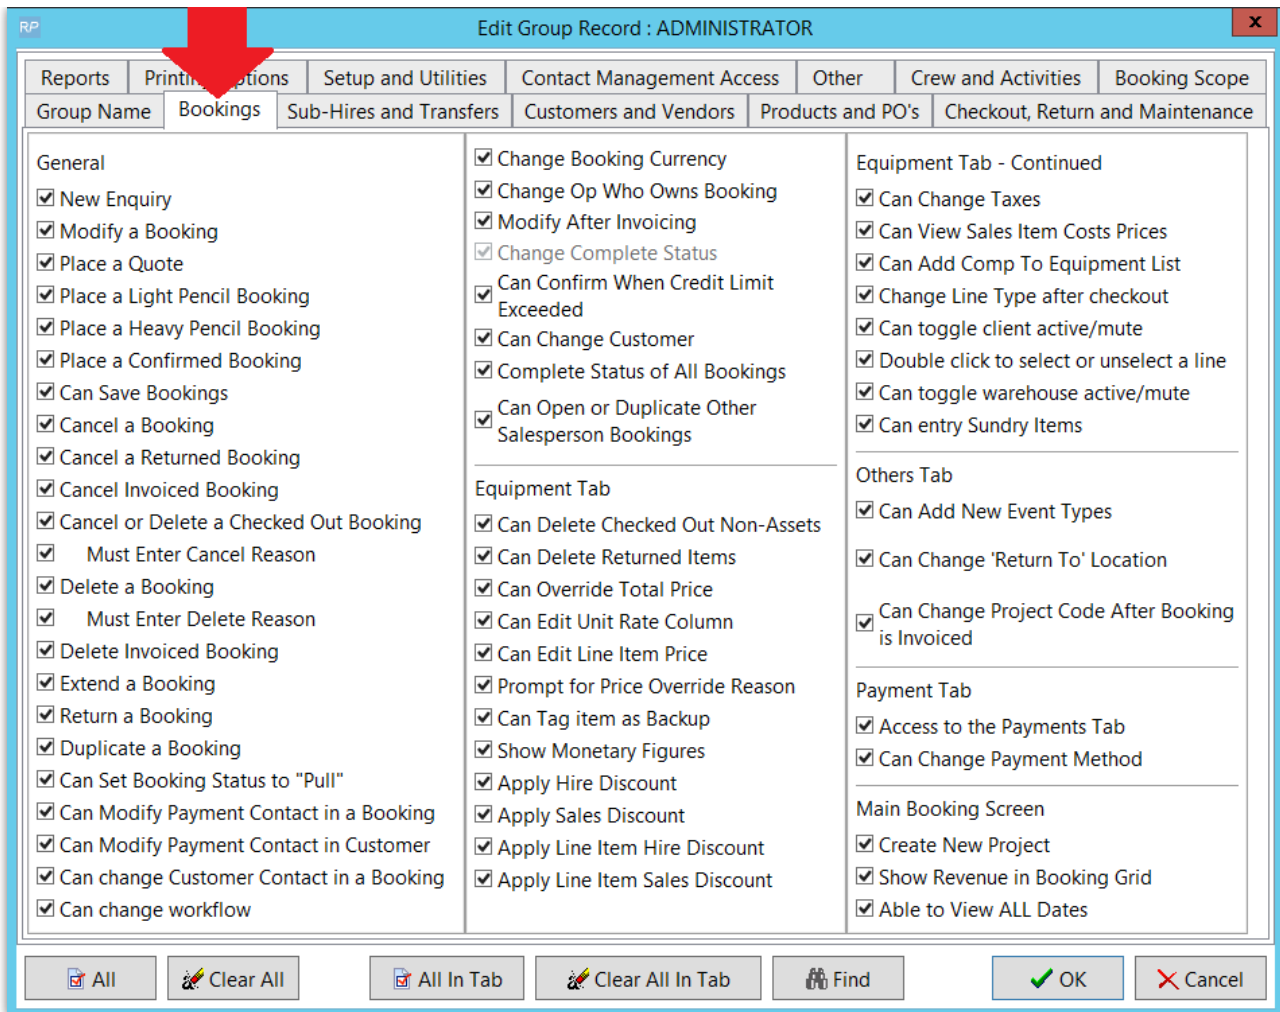 RP
Edit Group Record : ADMINISTRATOR
x
Reports
Setup and Utilities
Contact Management Access
Other
Crew and Activities
Booking Scope
Group Name
Bookings
Sub-Hires and Transfers
Customers and Vendors
Products and PO's
Checkout, Return and Maintenance
General
New Enquiry
Modify a Booking
Place a Quote
Place a Light Pencil Booking
Place a Heavy Pencil Booking
Place a Confirmed Booking
Can Save Bookings
Cancel a Booking
Cancel a Returned Booking
Cancel Invoiced Booking
Cancel or Delete a Checked Out Booking
Must Enter Cancel Reason
Delete a Booking
Must Enter Delete Reason
Delete Invoiced Booking
Extend a Booking
Return a Booking
Duplicate a Booking
Can Set Booking Status to "Pull"
Can Modify Payment Contact in a Booking
Can Modify Payment Contact in Customer
Can change Customer Contact in a Booking
Can change workflow
Change Booking Currency
Change Op Who Owns Booking
Modify After Invoicing
Change Complete Status
Can Confirm When Credit Limit
Exceeded
Can Change Customer
Complete Status of All Bookings
Can Open or Duplicate Other
Salesperson Bookings
Equipment Tab
Can Delete Checked Out Non-Assets
Can Delete Returned Items
Can Override Total Price
Can Edit Unit Rate Column
Can Edit Line Item Price
Prompt for Price Override Reason
Can Tag item as Backup
Show Monetary Figures
Apply Hire Discount
Apply Sales Discount
Apply Line Item Hire Discount
Apply Line Item Sales Discount
Equipment Tab - Continued
Can Change Taxes
Can View Sales Item Costs Prices
Can Add Comp To Equipment List
Change Line Type after checkout
Can toggle client active/mute
Double click to select or unselect a line
Can toggle warehouse active/mute
Can entry Sundry Items
Others Tab
Can Add New Event Types
Can Change 'Return To' Location
Can Change Project Code After Booking
is Invoiced
Payment Tab
Access to the Payments Tab
Can Change Payment Method
Main Booking Screen
Create New Project
Show Revenue in Booking Grid
Able to View ALL Dates
All
Clear All
All In Tab
Clear All In Tab
Find
OK
Cancel